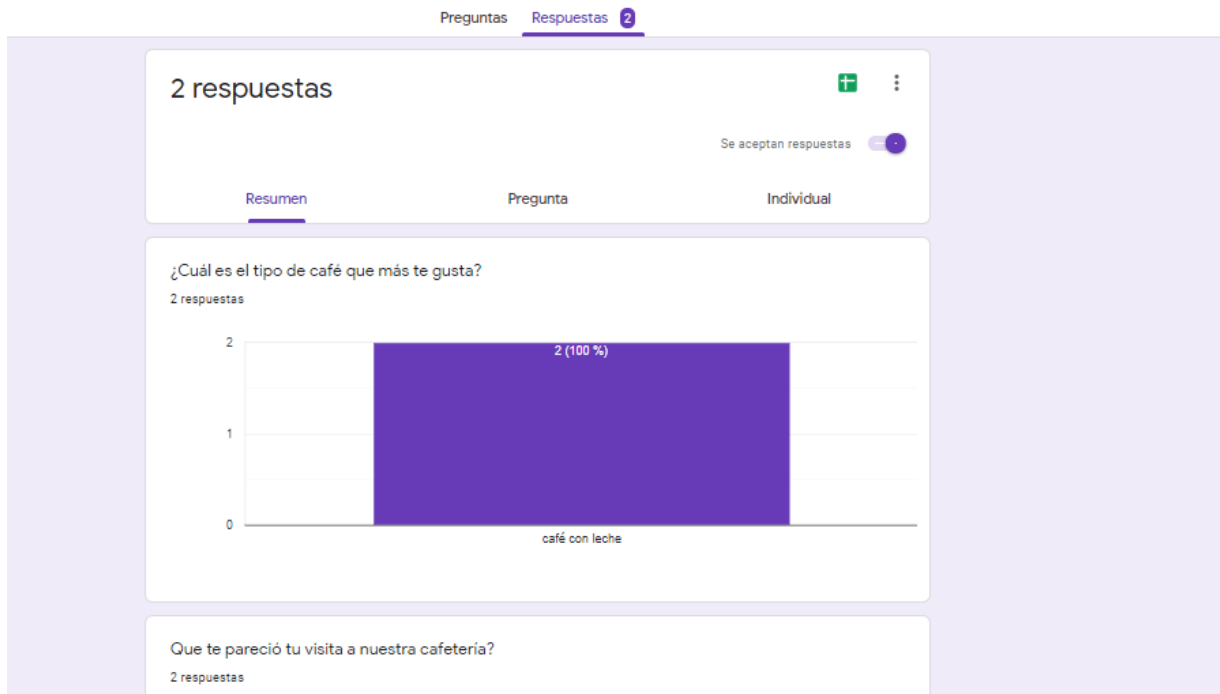 Preguntas Respuestas 2
2 respuestas
Se aceptan respuestas
Resumen Pregunta Individual
¿Cuál es el tipo de café que más te gusta?
2 respuestas
2
2 (100 %)
1
0
café con leche
Que te pareció tu visita a nuestra cafetería?
2 respuestas